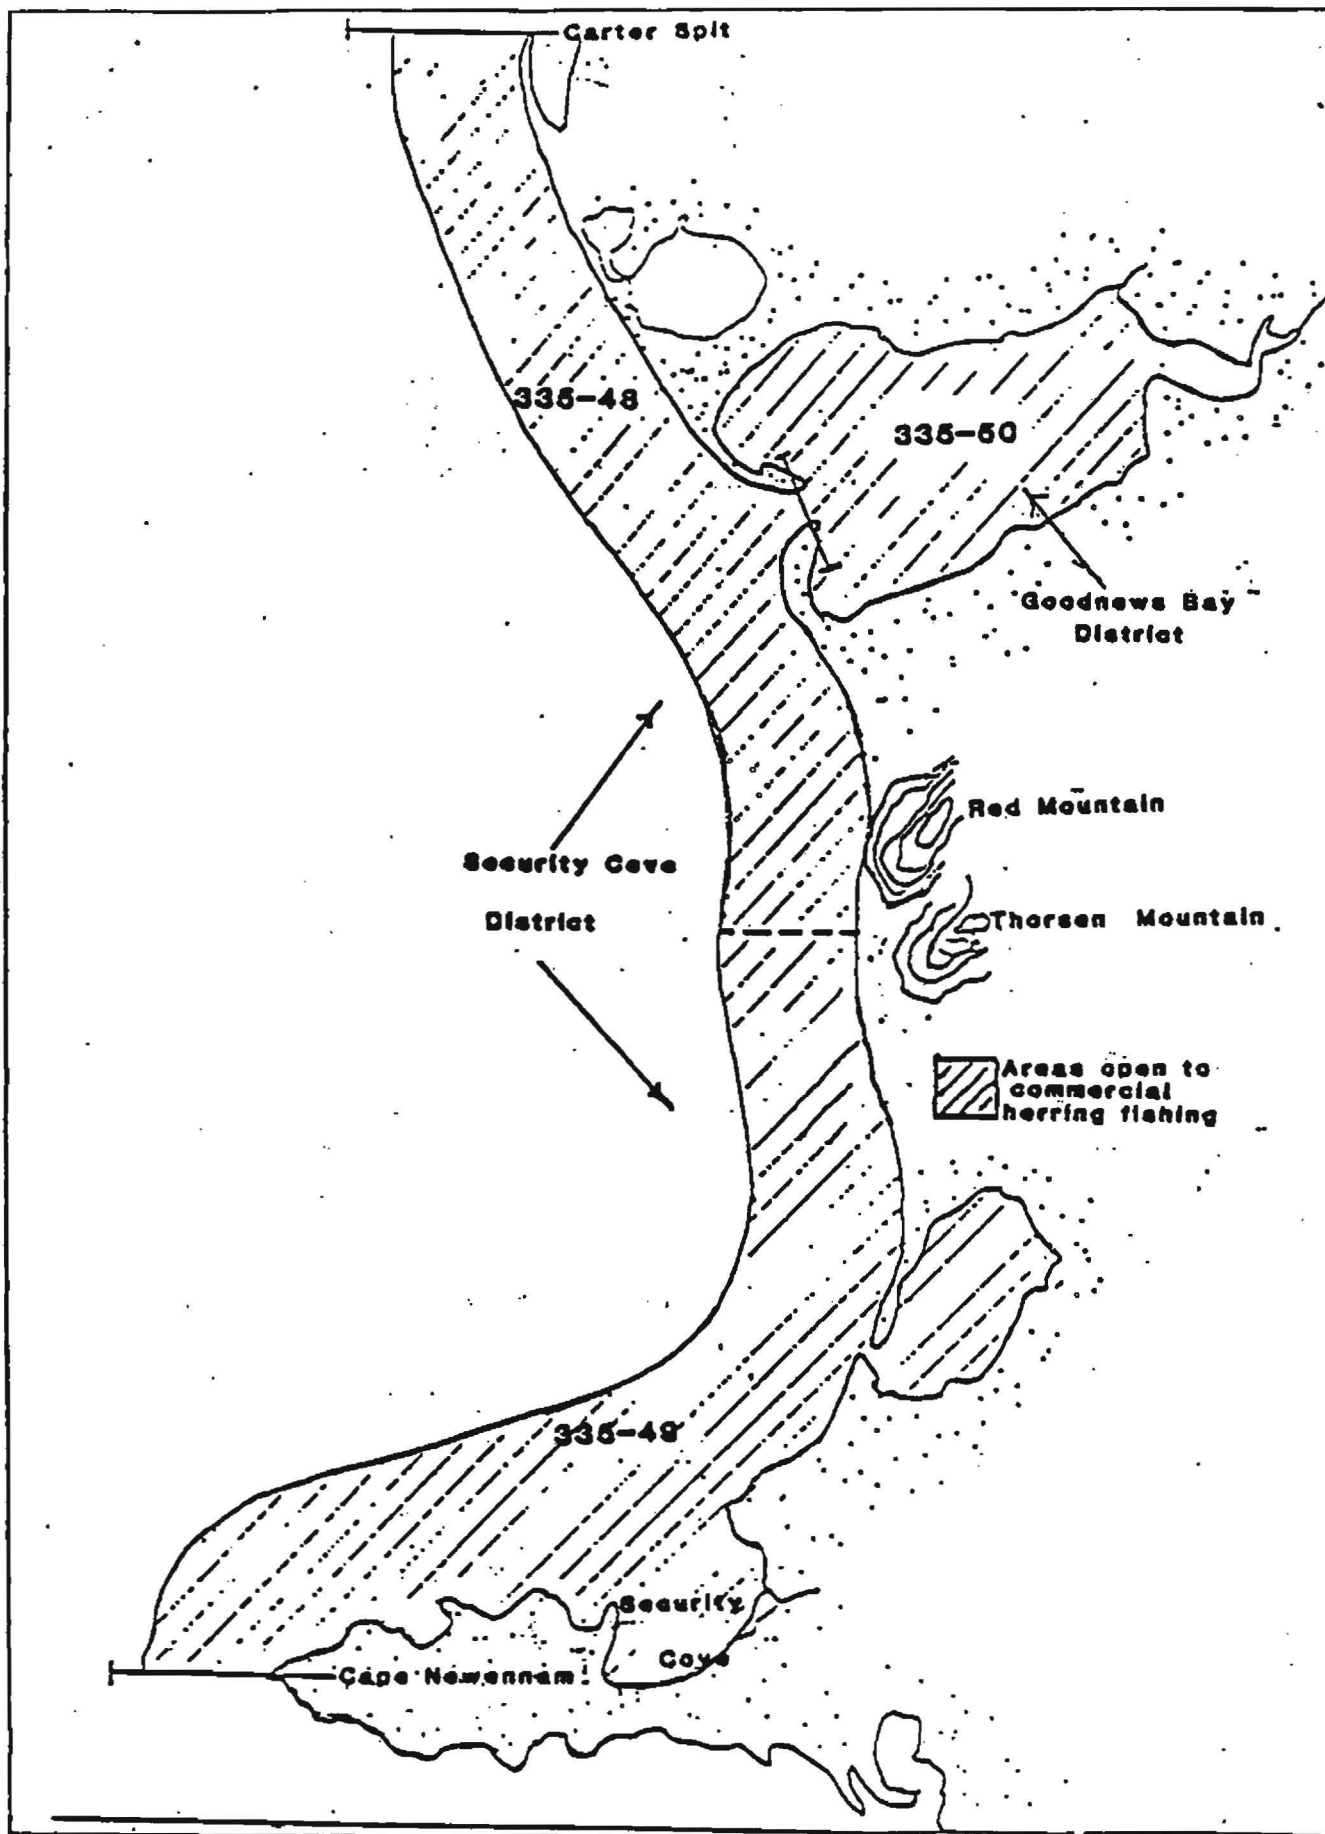 Carter Spit
335-48
335-50
Goodnews Bay
District
Red Mountain
Security Cove
District
Thorsen Mountain
Areas open to
commercial
herring fishing
335-49
Security
Cove
Cape Newennam